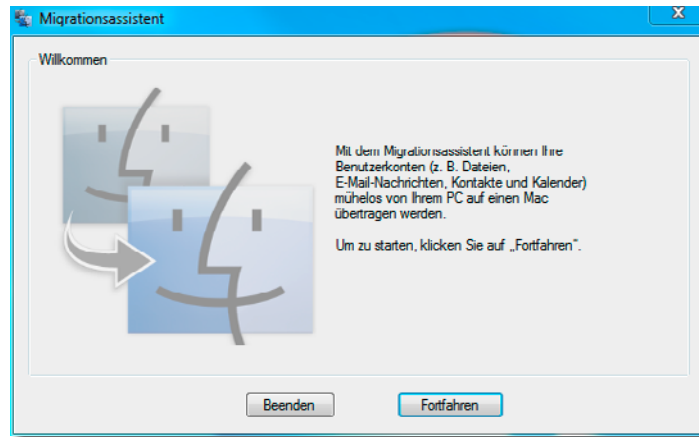 Migrationsassistent
Willkommen
Mit dem Migrationsassistent können Ihre
Benutzerkonten (z. B. Dateien,
E-Mail-Nachrichten, Kontakte und Kalender)
mühelos von Ihrem PC auf einen Mac
übertragen werden.
Um zu starten, klicken Sie auf „Fortfahren“.
Beenden
Fortfahren